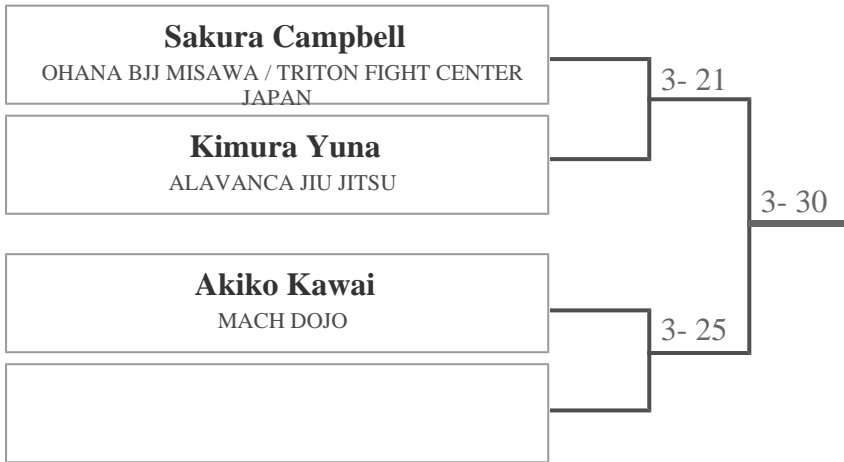 Sakura Campbell
OHANA BJJ MISAWA / TRITON FIGHT CENTER
JAPAN
3- 21
Kimura Yuna
ALAVANCA JIU JITSU
3- 30
Akiko Kawai
MACH DOJO
3- 25